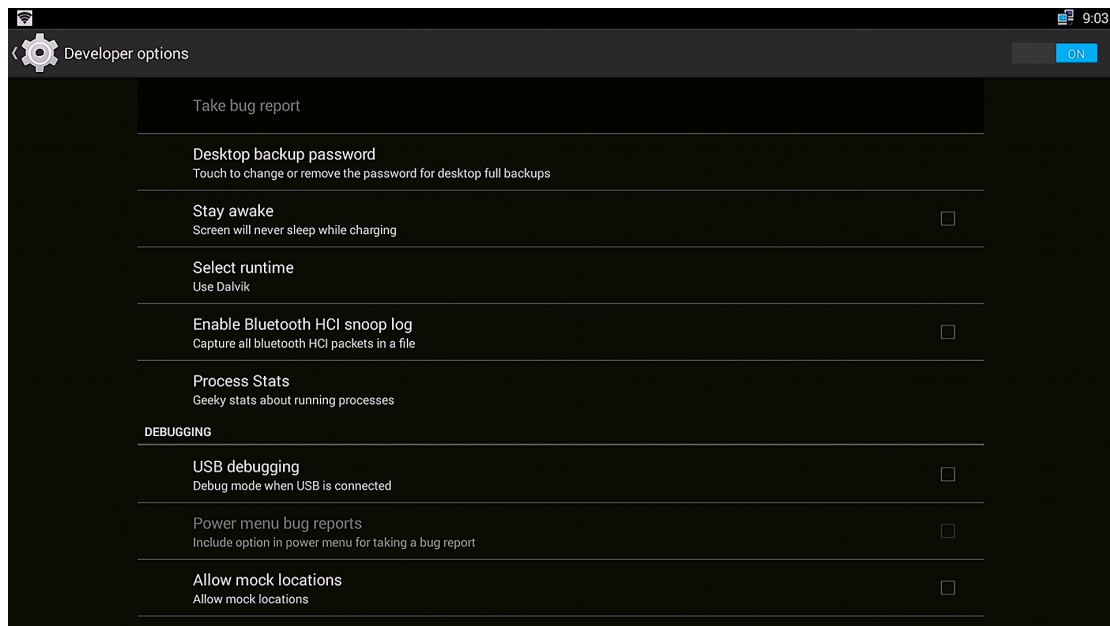 9:03
Developer options
ON
Take bug report
Desktop backup password
Touch to change or remove the password for desktop full backups
Stay awake
Screen will never sleep while charging
Select runtime
Use Dalvik
Enable Bluetooth HCI snoop log
Capture all bluetooth HCI packets in a file
Process Stats
Geeky stats about running processes
DEBUGGING
USB debugging
Debug mode when USB is connected
Power menu bug reports
Include option in power menu for taking a bug report
Allow mock locations
Allow mock locations